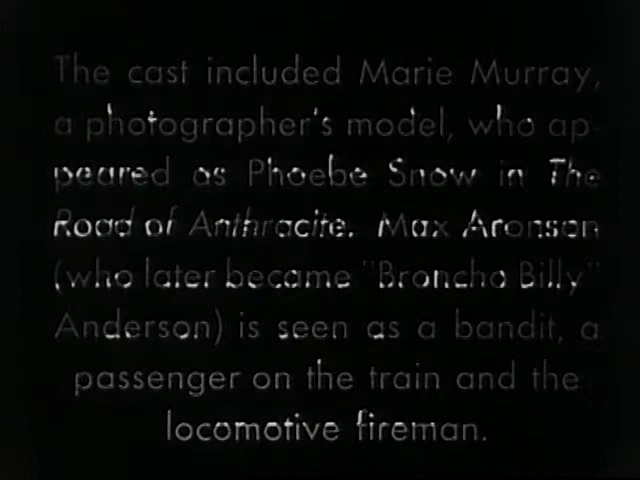 The cast included Marie Murray,
a photographer's model, who ap-
peared as Phoebe Snow in The
Road of Anthracite. Max Aronson
(who later became "Broncho Billy"
Anderson) is seen as a bandit, a
passenger on the train and the
locomotive fireman.